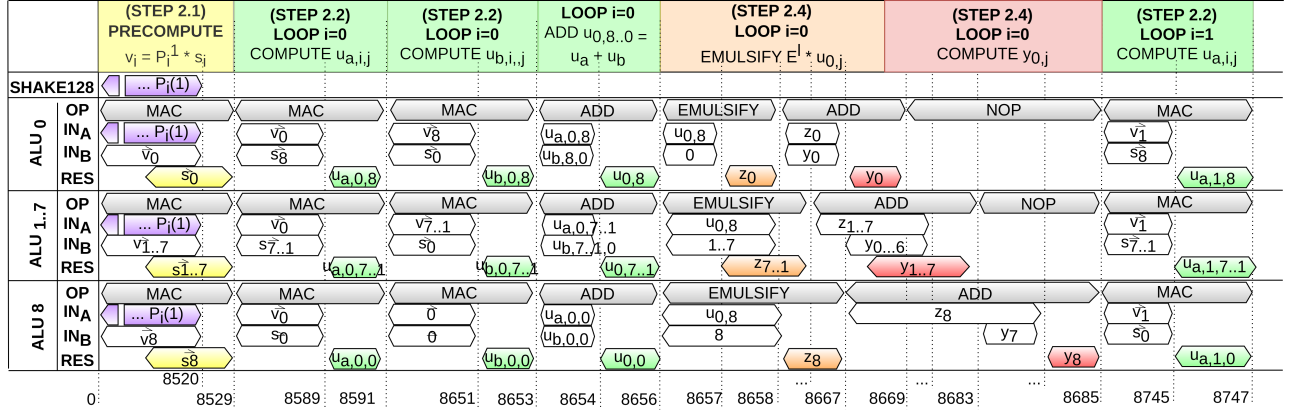 (STEP 2.1) (STEP 2.2) (STEP 2.2) LOOP i=0 (STEP 2.4) (STEP 2.4) (STEP 2.2)
PRECOMPUTE LOOP i=0 LOOP i=0 ADD u0,8..0 = LOOP i=0 LOOP i=0 LOOP i=1
vi = Pi1 * si COMPUTE ua,i,j COMPUTE ub,i,,j ua + ub EMULSIFY El * u0,j COMPUTE y0,j COMPUTE ua,i,j
SHAKE128 ... Pi(1)
ALU 0
OP MAC MAC MAC ADD EMULSIFY ADD NOP MAC
INA ... Pi(1) v0 v8 ua,0,8 u0,8 z0 v1
INB v0 s8 s0 ub,8,0 0 y0 s8
RES s0 ua,0,8 ub,0,8 u0,8 z0 y0 ua,1,8
ALU 1..7
OP MAC MAC MAC ADD EMULSIFY ADD NOP MAC
INA ... Pi(1) v0 v7..1 ua,0,7..1 u0,8 z1..7 v1
INB v1..7 s7..1 s0 ub,7..1,0 1..7 y0...6 s7..1
RES s1..7 ua,0,7..1 ub,0,7..1 u0,7..1 z7..1 y1..7 ua,1,7..1
ALU 8
OP MAC MAC MAC ADD EMULSIFY ADD MAC
INA ... Pi(1) v0 0 ua,0,0 u0,8 z8 v1
INB v8 s0 0 ub,0,0 8 y7 s0
RES s8 ua,0,0 ub,0,0 u0,0 z8 y8 ua,1,0
8520 ... ... ... ...
0 8529 8589 8591 8651 8653 8654 8656 8657 8658 8667 8669 8683 8685 8745 8747